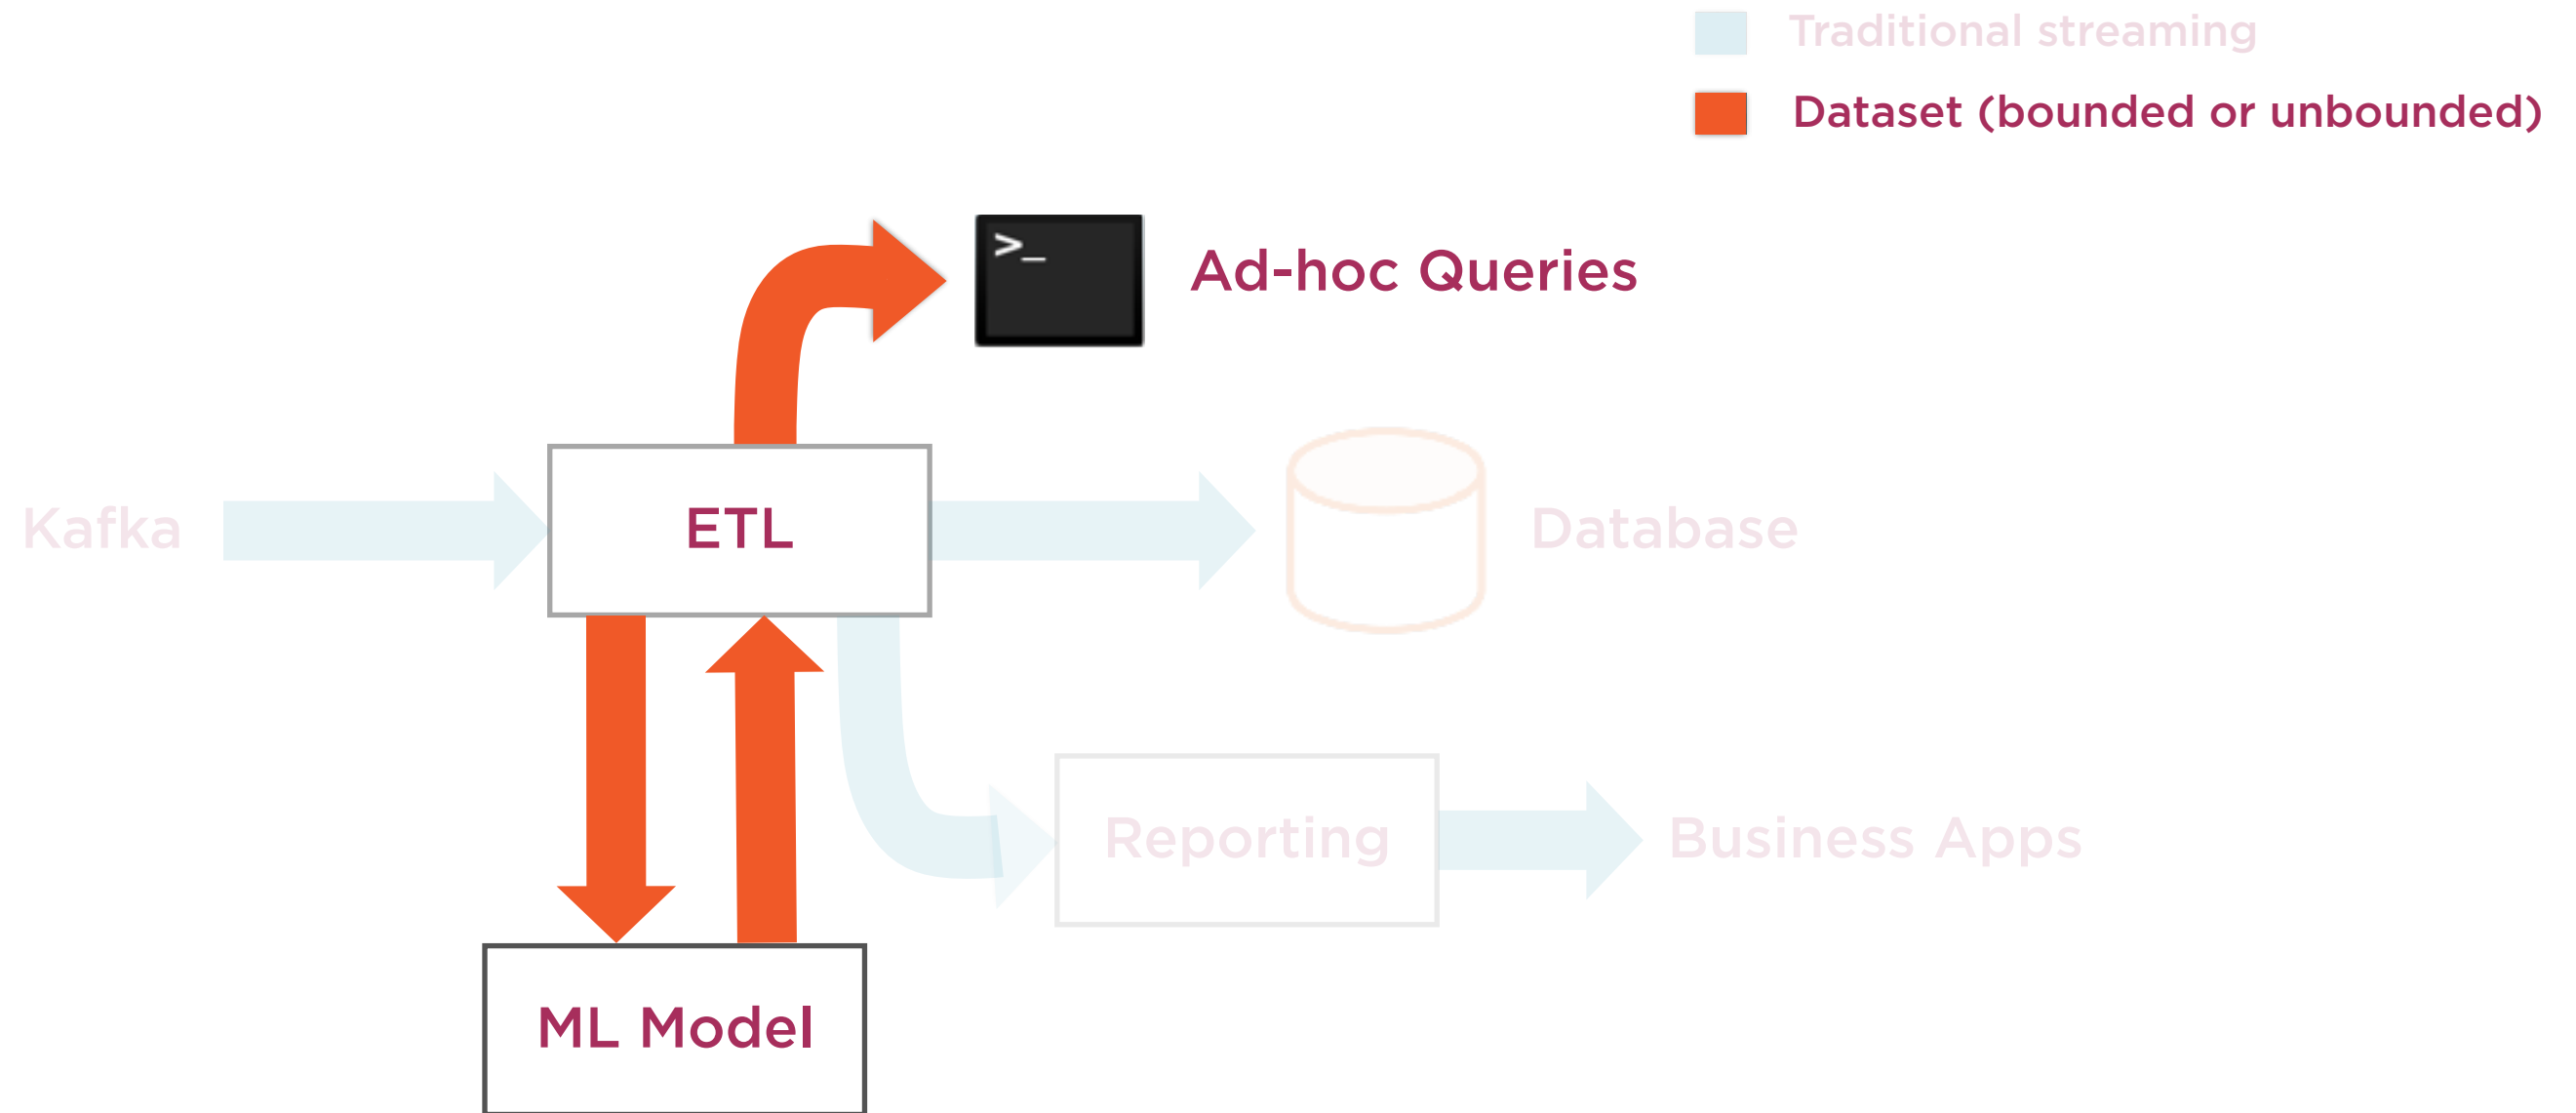 Traditional streaming
Dataset (bounded or unbounded)
>_
Ad-hoc Queries
Kafka
ETL
Database
Reporting
Business Apps
ML Model